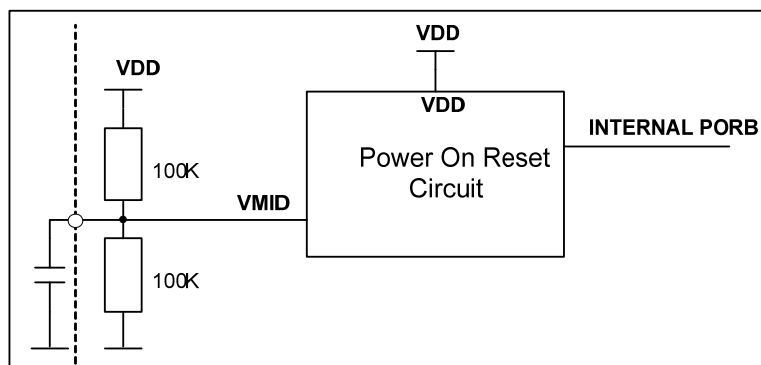 VDD
VDD
VDD
INTERNAL PORB
Power On Reset
Circuit
100K
VMID
100K